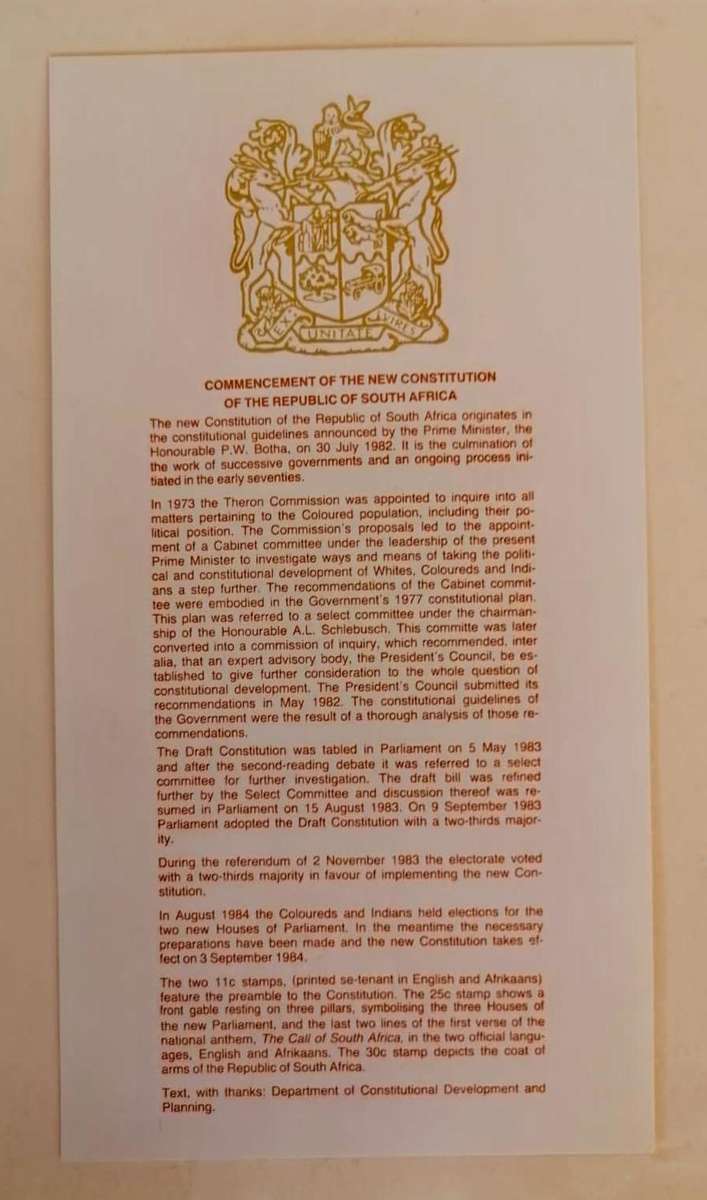 EX UNITATE VIRES
COMMENCEMENT OF THE NEW CONSTITUTION
OF THE REPUBLIC OF SOUTH AFRICA
The new Constitution of the Republic of South Africa originates in
the constitutional guidelines announced by the Prime Minister, the
Honourable P.W. Botha, on 30 July 1982. It is the culmination of
the work of successive governments and an ongoing process ini-
tiated in the early seventies.
In 1973 the Theron Commission was appointed to inquire into all
matters pertaining to the Coloured population, including their po-
litical position. The Commission's proposals led to the appoint-
ment of a Cabinet committee under the leadership of the present
Prime Minister to investigate ways and means of taking the politi-
cal and constitutional development of Whites, Coloureds and Indi-
ans a step further. The recommendations of the Cabinet commit-
tee were embodied in the Government's 1977 constitutional plan.
This plan was referred to a select committee under the chairman-
ship of the Honourable A.L. Schlebusch. This committe was later
converted into a commission of inquiry, which recommended, inter
alia, that an expert advisory body, the President's Council, be es-
tablished to give further consideration to the whole question of
constitutional development. The President's Council submitted its
recommendations in May 1982. The constitutional guidelines of
the Government were the result of a thorough analysis of those re-
commendations.
The Draft Constitution was tabled in Parliament on 5 May 1983
and after the second-reading debate it was referred to a select
committee for further investigation. The draft bill was refined
further by the Select Committee and discussion thereof was re-
sumed in Parliament on 15 August 1983. On 9 September 1983
Parliament adopted the Draft Constitution with a two-thirds major-
ity.
During the referendum of 2 November 1983 the electorate voted
with a two-thirds majority in favour of implementing the new Con-
stitution.
In August 1984 the Coloureds and Indians held elections for the
two new Houses of Parliament. In the meantime the necessary
preparations have been made and the new Constitution takes ef-
fect on 3 September 1984.
The two 11c stamps, (printed se-tenant in English and Afrikaans)
feature the preamble to the Constitution. The 25c stamp shows a
front gable resting on three pillars, symbolising the three Houses of
the new Parliament, and the last two lines of the first verse of the
national anthem, The Call of South Africa, in the two official langu-
ages, English and Afrikaans. The 30c stamp depicts the coat of
arms of the Republic of South Africa.
Text, with thanks: Department of Constitutional Development and
Planning.